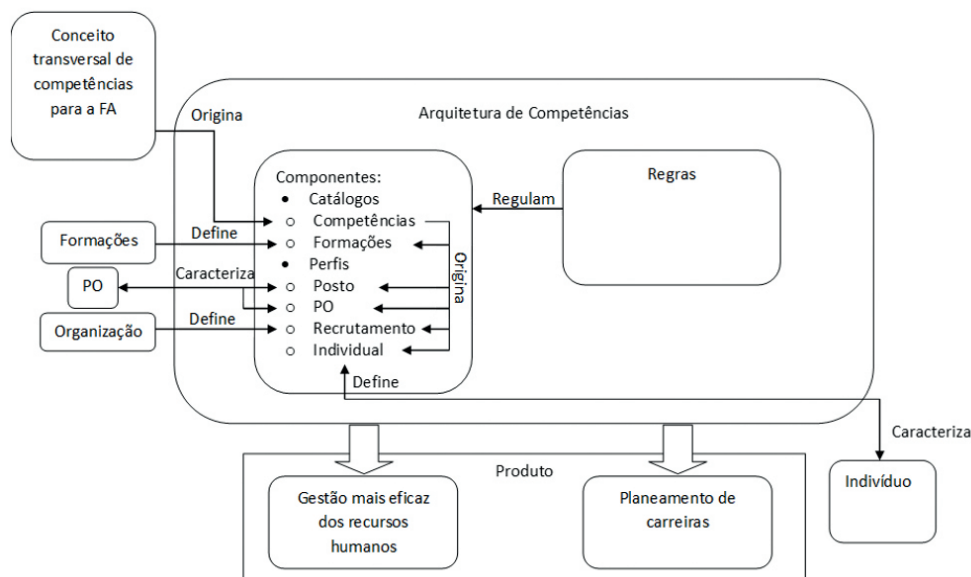 Conceito
transversal de
competências
para a FA
Arquitetura de Competências
Origina
Componentes:
• Catálogos
○ Competências
○ Formações
• Perfis
○ Posto
○ PO
○ Recrutamento
○ Individual
Origina
Regulam
Regras
Formações
Define
PO
Caracteriza
Organização
Define
Define
Caracteriza
Indivíduo
Produto
Gestão mais eficaz
dos recursos
humanos
Planeamento de
carreiras